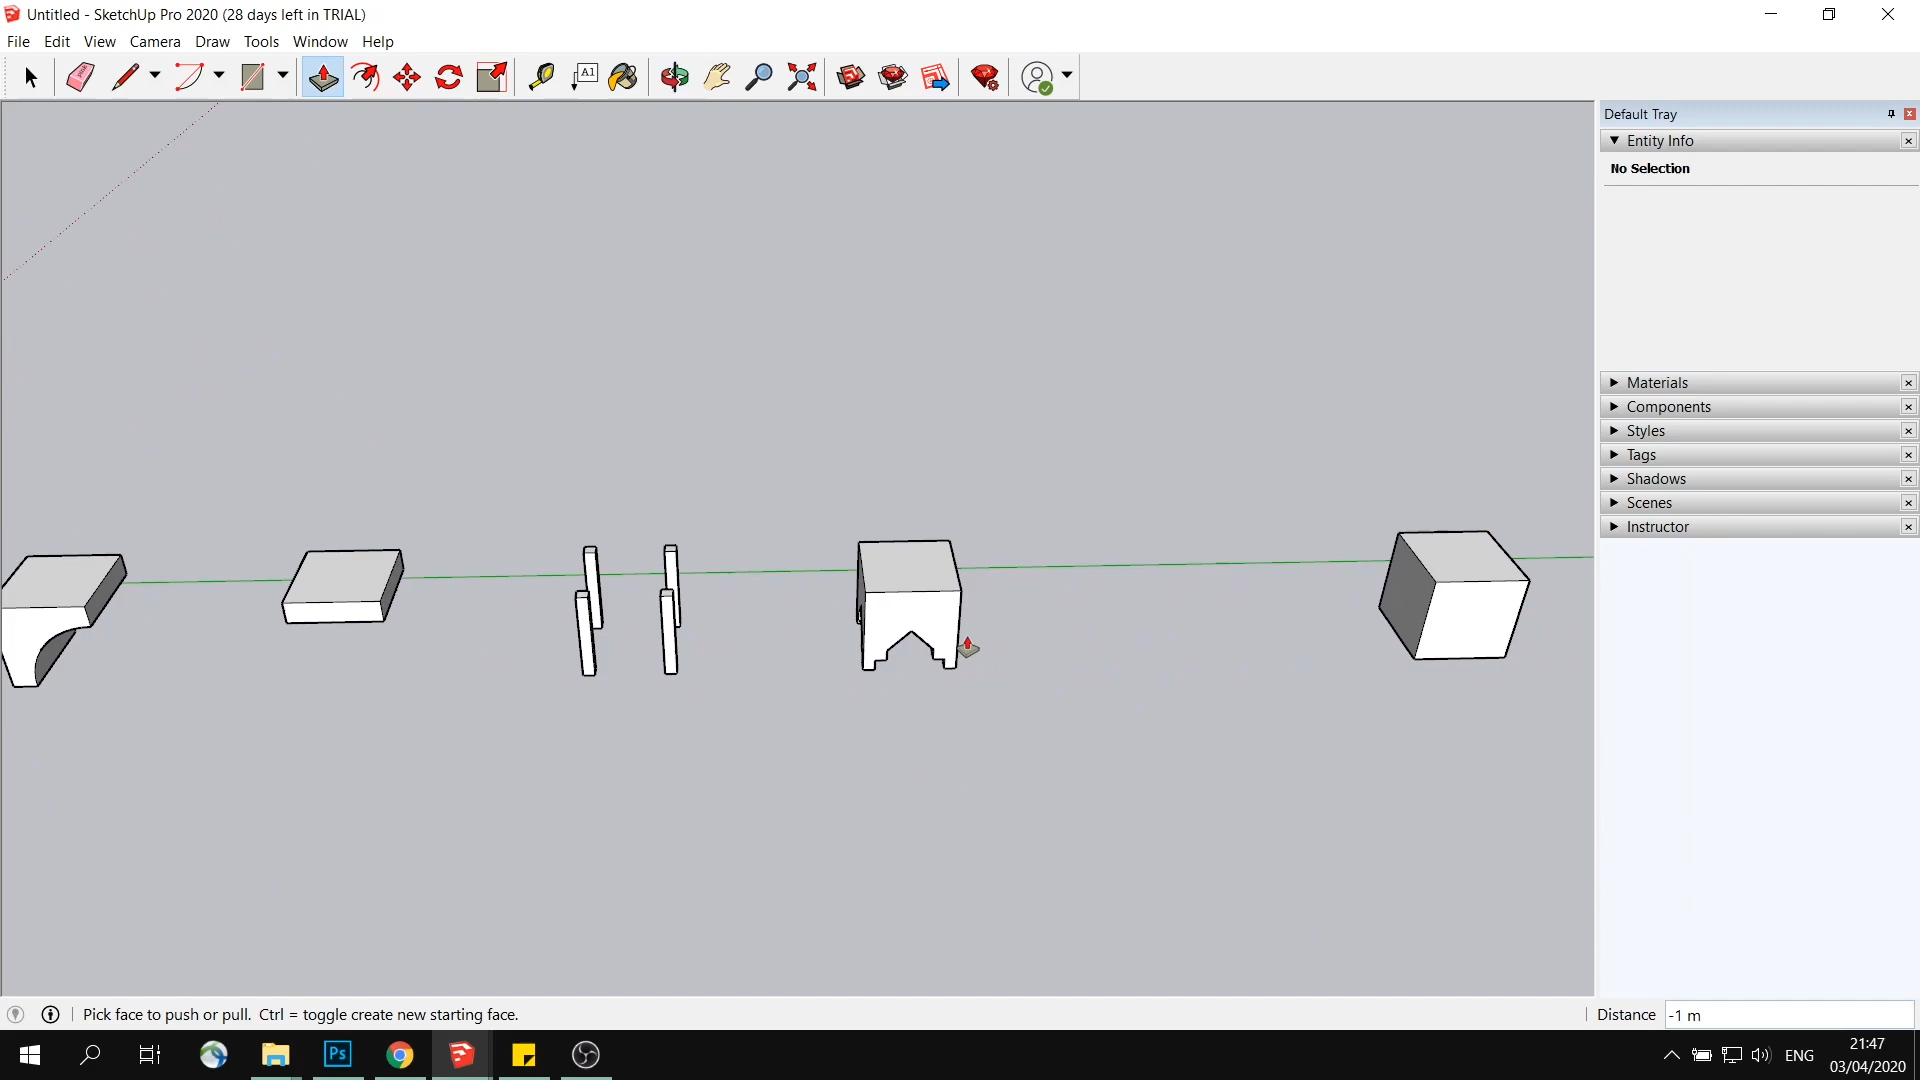 Untitled - SketchUp Pro 2020 (28 days left in TRIAL)
File Edit View Camera Draw Tools Window Help
A1
Default Tray
Entity Info
No Selection
Materials
Components
Styles
Tags
Shadows
Scenes
Instructor
Pick face to push or pull. Ctrl = toggle create new starting face.
Distance -1 m
Ps
ENG
21:47
03/04/2020